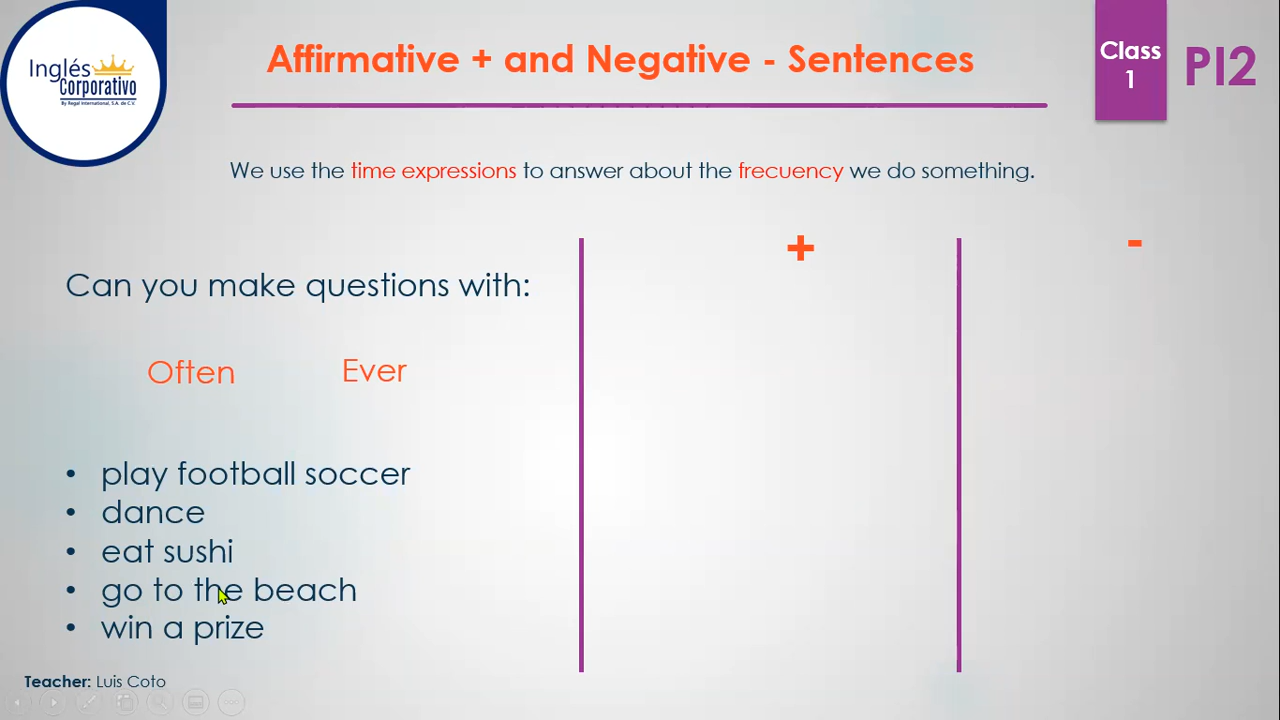 Inglés
Corporativo
By Regal International, S.A. de C.V.
Affirmative + and Negative - Sentences
Class
1
PI2
We use the time expressions to answer about the frecuency we do something.
+
-
Can you make questions with:
Often Ever
• play football soccer
• dance
• eat sushi
• go to the beach
• win a prize
Teacher: Luis Coto